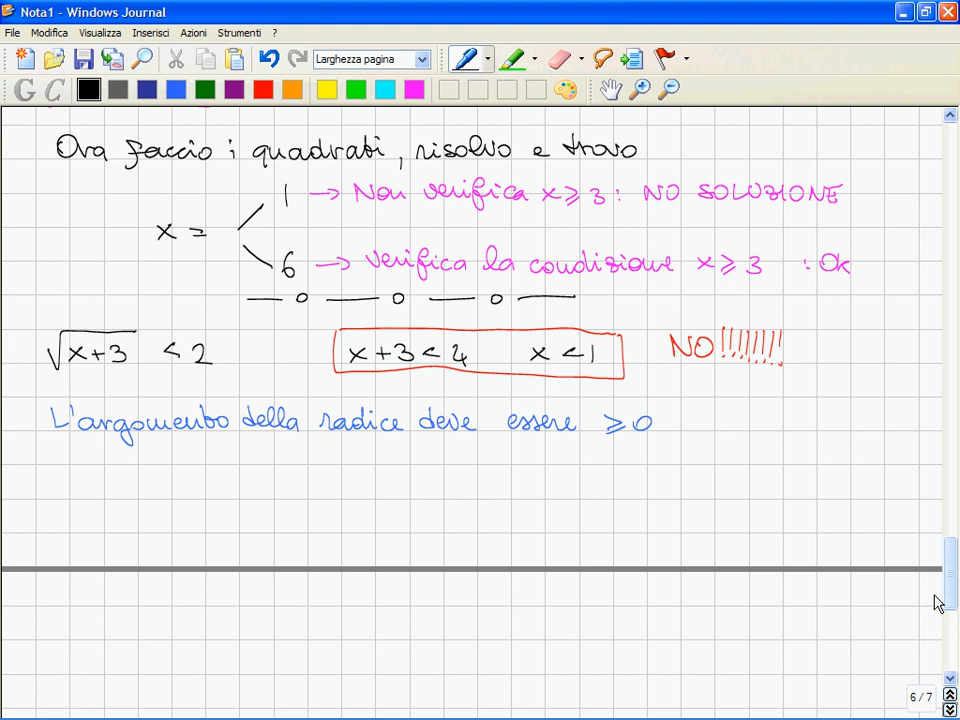 Nota1 - Windows Journal
File Modifica Visualizza Inserisci Azioni Strumenti ?
Larghezza pagina
G C
Ora faccio i quadrati, risolvo e trovo
1 → Non verifica x ≥ 3 : NO SOLUZIONE
x =
6 → verifica la condizione x ≥ 3 : Ok
√x+3 < 2 x+3 < 4 x < 1 NO!!!!!!!!
L'argomento della radice deve essere ≥ 0
6 / 7